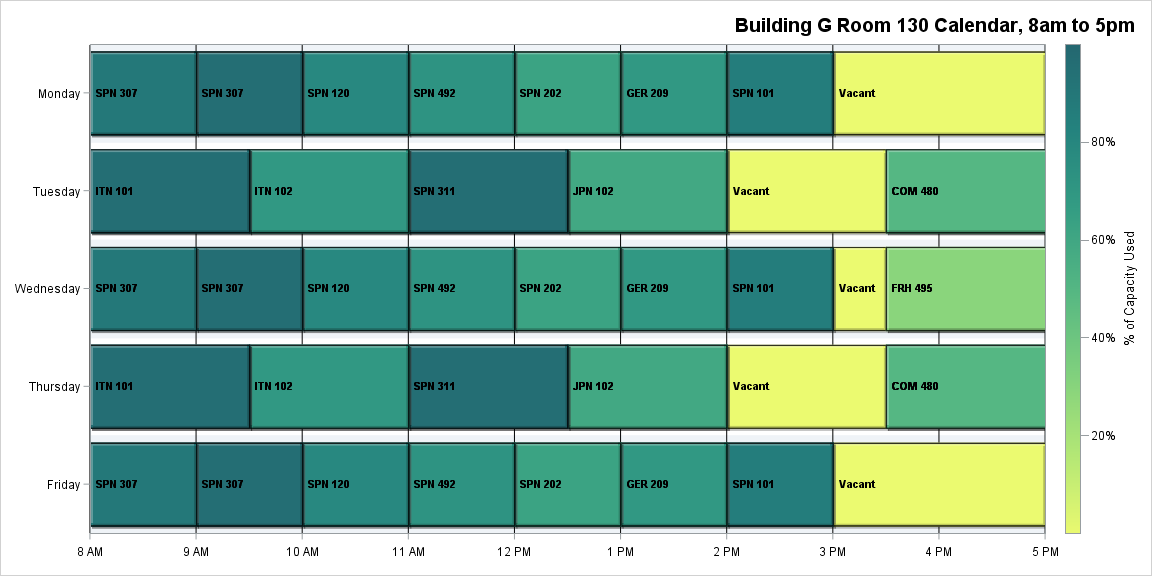 Building G Room 130 Calendar, 8am to 5pm
Monday SPN 307 SPN 307 SPN 120 SPN 492 SPN 202 GER 209 SPN 101 Vacant
Tuesday ITN 101 ITN 102 SPN 311 JPN 102 Vacant COM 480
Wednesday SPN 307 SPN 307 SPN 120 SPN 492 SPN 202 GER 209 SPN 101 Vacant FRH 495
Thursday ITN 101 ITN 102 SPN 311 JPN 102 Vacant COM 480
Friday SPN 307 SPN 307 SPN 120 SPN 492 SPN 202 GER 209 SPN 101 Vacant
8 AM 9 AM 10 AM 11 AM 12 PM 1 PM 2 PM 3 PM 4 PM 5 PM
80%
60%
40%
20%
% of Capacity Used